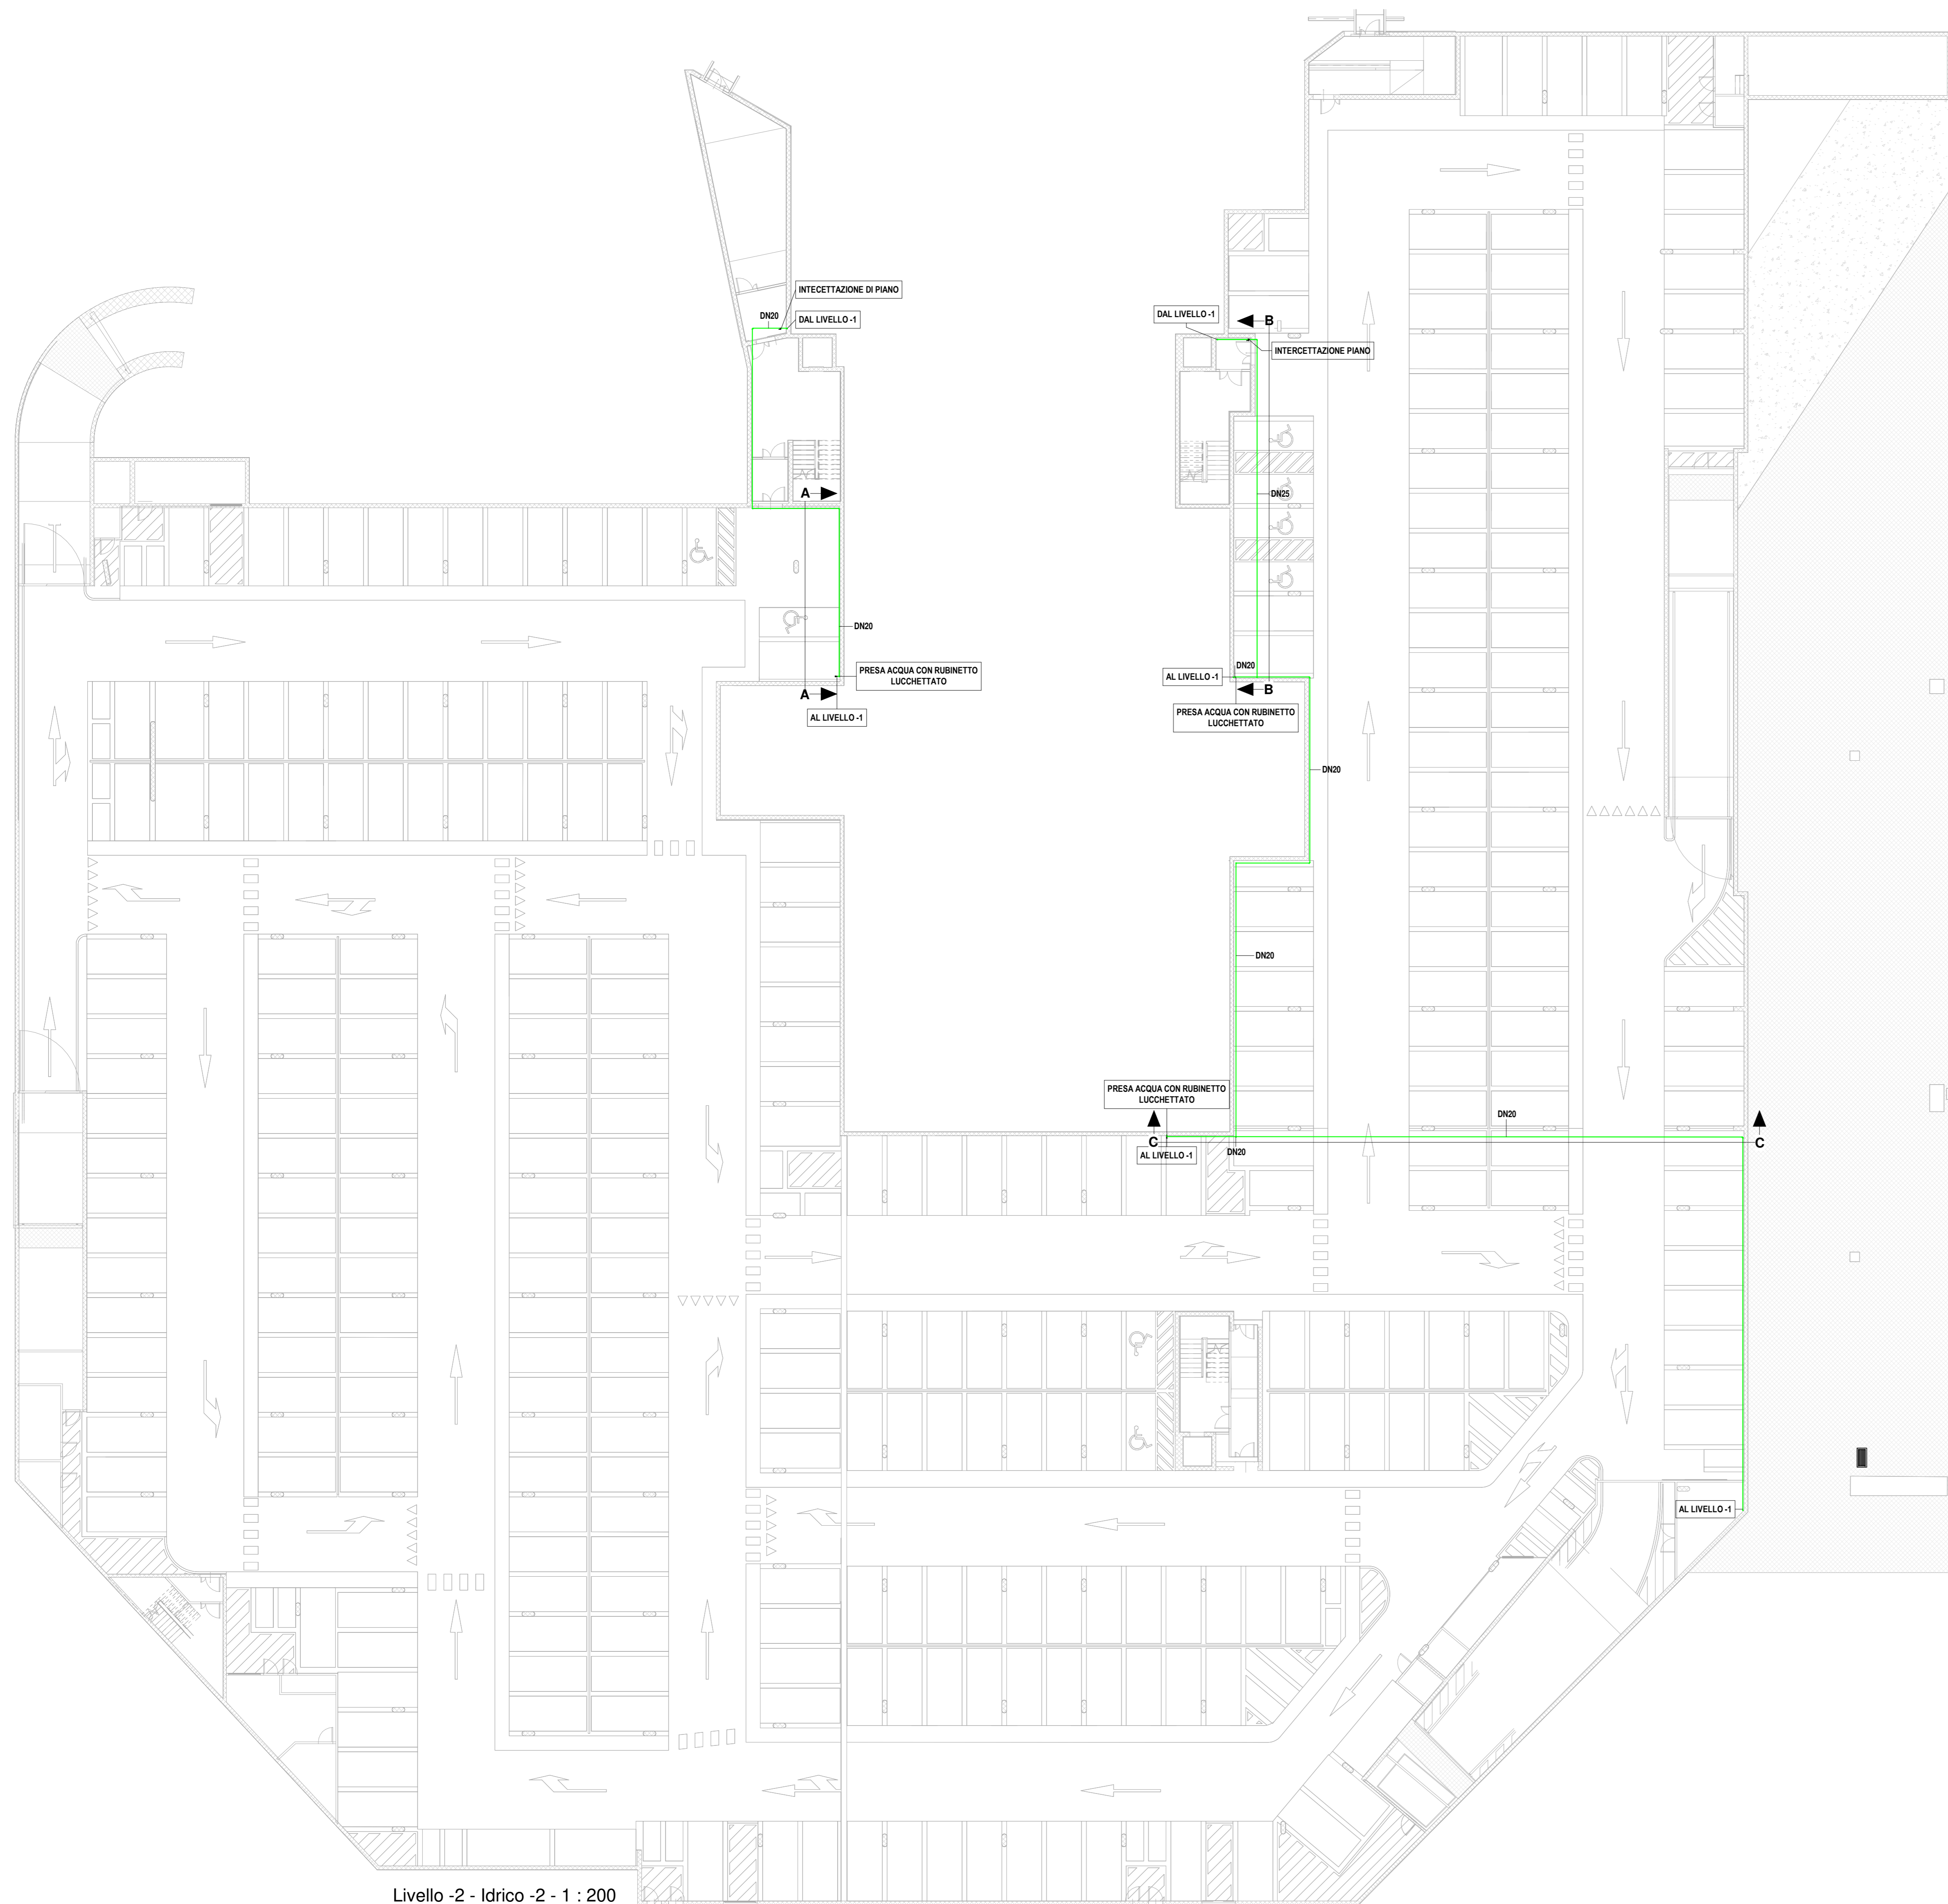 INTECETTAZIONE DI PIANO
DN20
DAL LIVELLO -1
DAL LIVELLO -1
B
INTERCETTAZIONE PIANO
A
DN25
DN20
PRESA ACQUA CON RUBINETTO
LUCCHETTATO
A
AL LIVELLO -1
DN20
AL LIVELLO -1
B
PRESA ACQUA CON RUBINETTO
LUCCHETTATO
DN20
DN20
PRESA ACQUA CON RUBINETTO
LUCCHETTATO
DN20
C
C
AL LIVELLO -1
DN20
AL LIVELLO -1
Livello -2 - Idrico -2 - 1 : 200